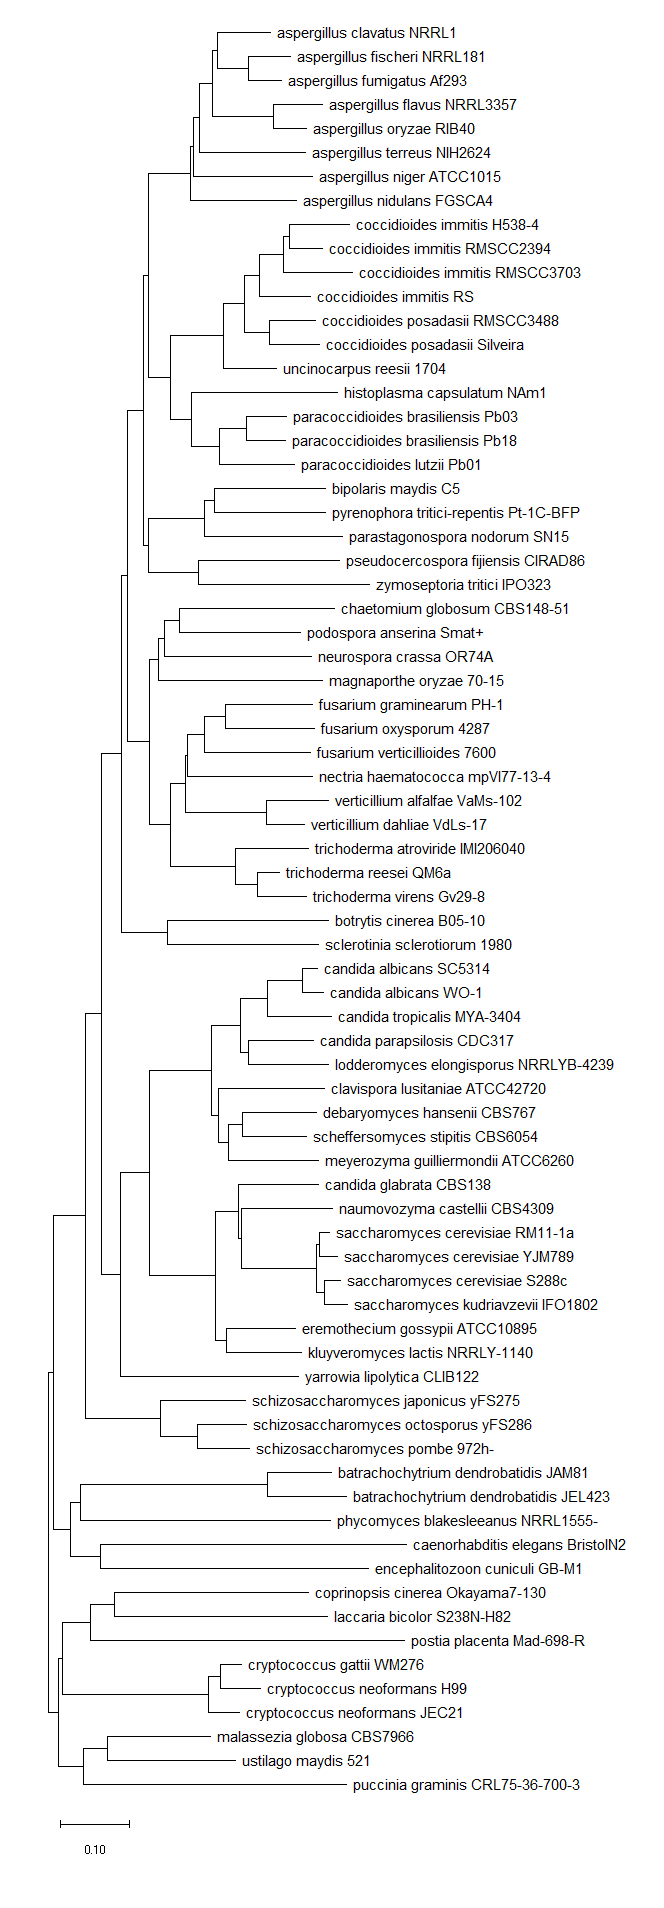 aspergillus clavatus NRRL1
aspergillus fischeri NRRL181
aspergillus fumigatus Af293
aspergillus flavus NRRL3357
aspergillus oryzae RIB40
aspergillus terreus NIH2624
aspergillus niger ATCC1015
aspergillus nidulans FGSCA4
coccidioides immitis H538-4
coccidioides immitis RMSCC2394
coccidioides immitis RMSCC3703
coccidioides immitis RS
coccidioides posadasii RMSCC3488
coccidioides posadasii Silveira
uncinocarpus reesii 1704
histoplasma capsulatum NAm1
paracoccidioides brasiliensis Pb03
paracoccidioides brasiliensis Pb18
paracoccidioides lutzii Pb01
bipolaris maydis C5
pyrenophora tritici-repentis Pt-1C-BFP
parastagonospora nodorum SN15
pseudocercospora fijiensis CIRAD86
zymoseptoria tritici IPO323
chaetomium globosum CBS148-51
podospora anserina Smat+
neurospora crassa OR74A
magnaporthe oryzae 70-15
fusarium graminearum PH-1
fusarium oxysporum 4287
fusarium verticillioides 7600
nectria haematococca mpVI77-13-4
verticillium alfalfae VaMs-102
verticillium dahliae VdLs-17
trichoderma atroviride IMI206040
trichoderma reesei QM6a
trichoderma virens Gv29-8
botrytis cinerea B05-10
sclerotinia sclerotiorum 1980
candida albicans SC5314
candida albicans WO-1
candida tropicalis MYA-3404
candida parapsilosis CDC317
lodderomyces elongisporus NRRLYB-4239
clavispora lusitaniae ATCC42720
debaryomyces hansenii CBS767
scheffersomyces stipitis CBS6054
meyerozyma guilliermondii ATCC6260
candida glabrata CBS138
naumovozyma castellii CBS4309
saccharomyces cerevisiae RM11-1a
saccharomyces cerevisiae YJM789
saccharomyces cerevisiae S288c
saccharomyces kudriavzevii IFO1802
eremothecium gossypii ATCC10895
kluyveromyces lactis NRRLY-1140
yarrowia lipolytica CLIB122
schizosaccharomyces japonicus yFS275
schizosaccharomyces octosporus yFS286
schizosaccharomyces pombe 972h-
batrachochytrium dendrobatidis JAM81
batrachochytrium dendrobatidis JEL423
phycomyces blakesleeanus NRRL1555-
caenorhabditis elegans BristolN2
encephalitozoon cuniculi GB-M1
coprinopsis cinerea Okayama7-130
laccaria bicolor S238N-H82
postia placenta Mad-698-R
cryptococcus gattii WM276
cryptococcus neoformans H99
cryptococcus neoformans JEC21
malassezia globosa CBS7966
ustilago maydis 521
puccinia graminis CRL75-36-700-3
0.10